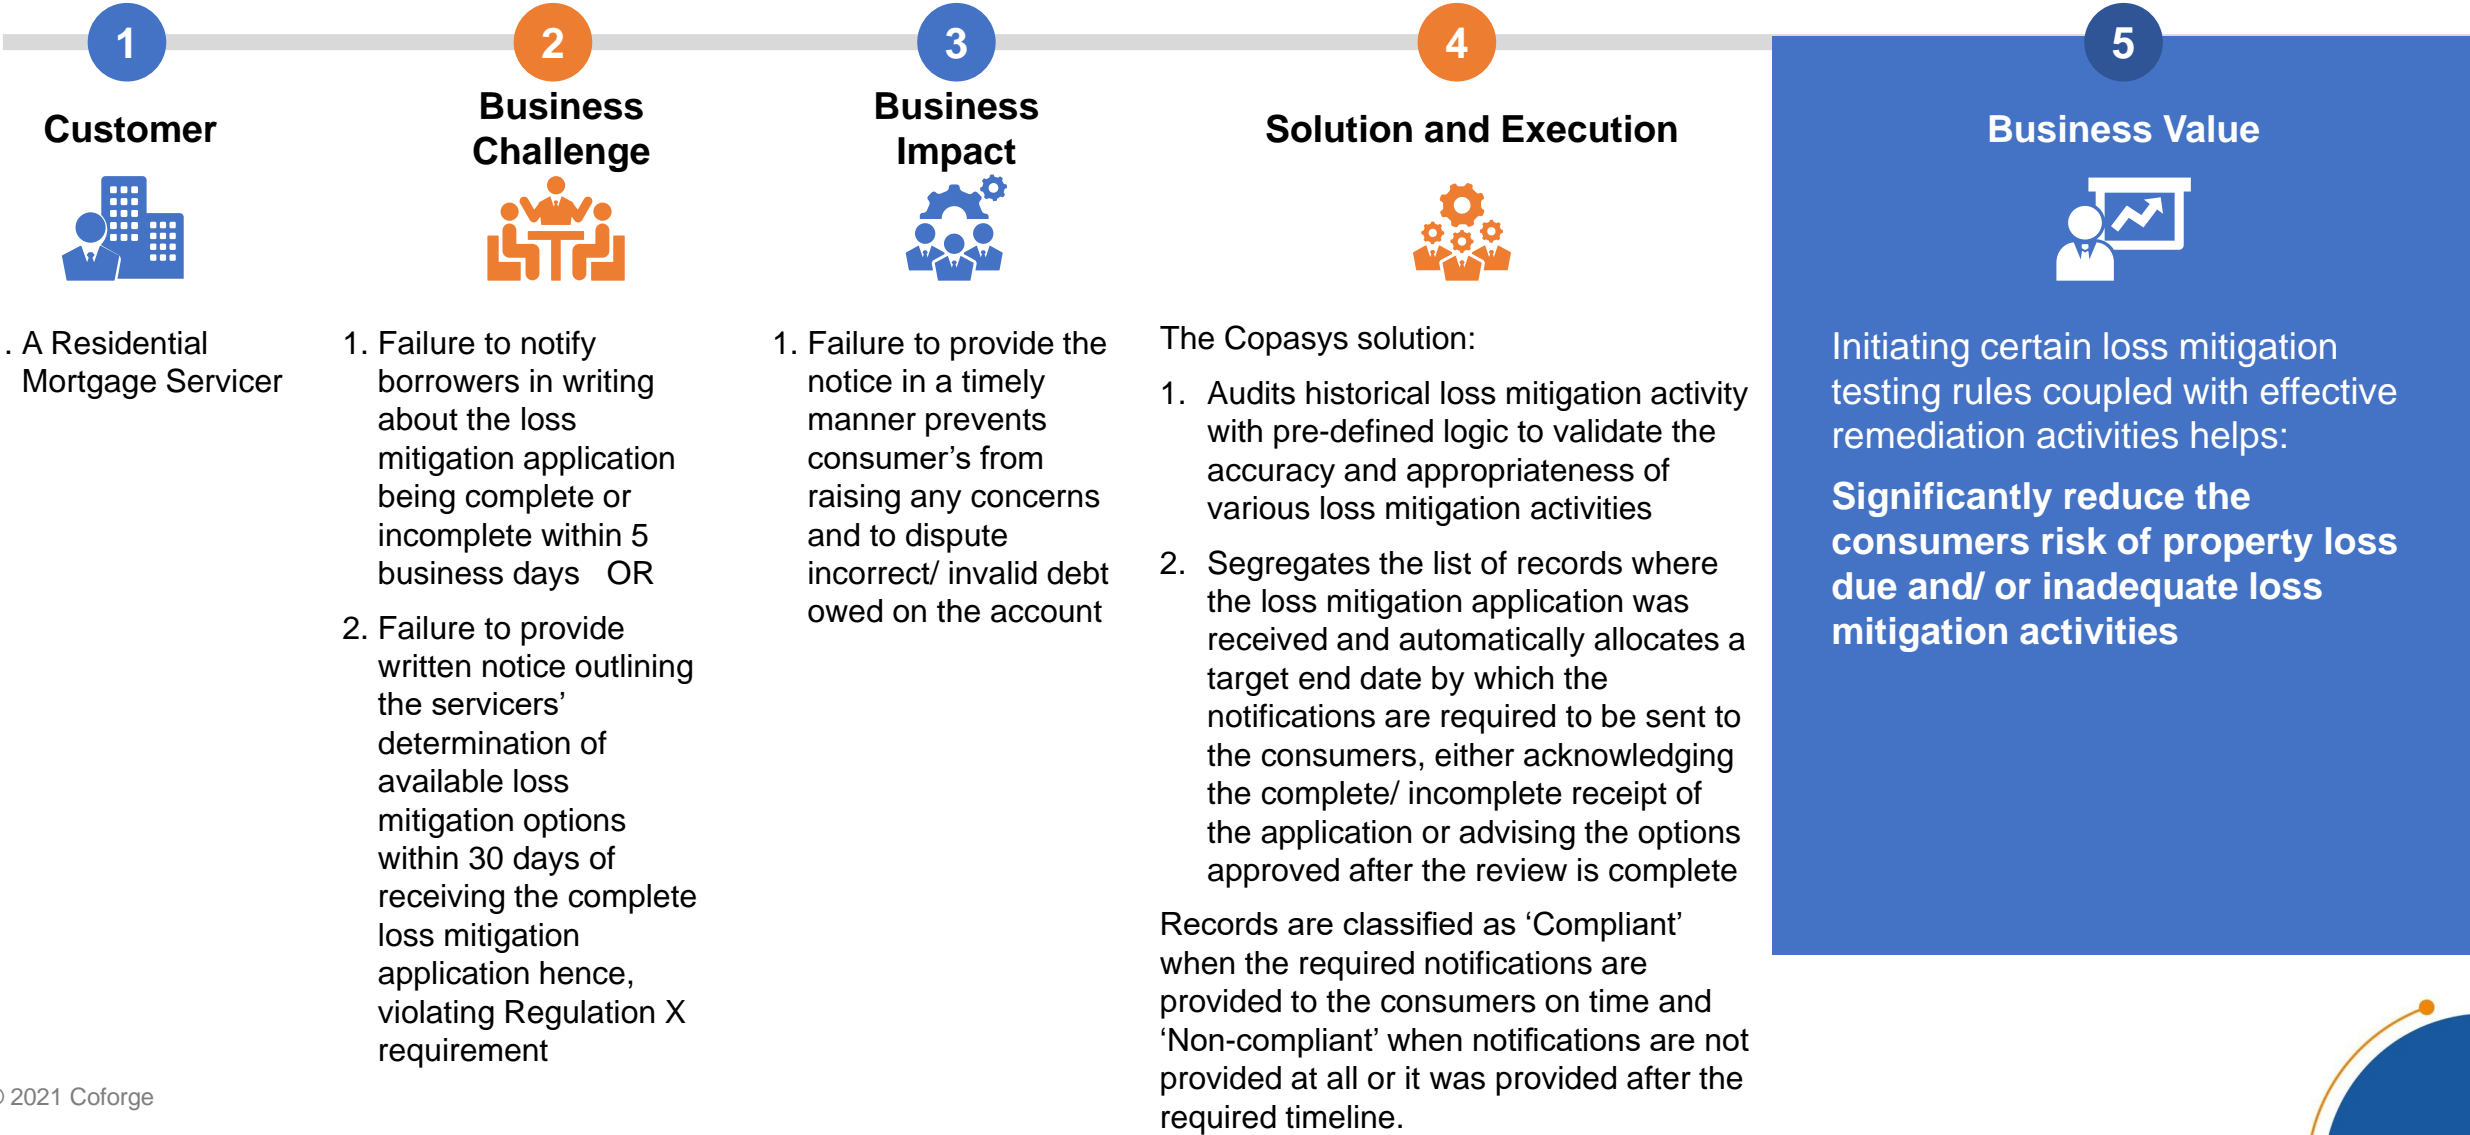 1
Customer
. A Residential
Mortgage Servicer
2
Business
Challenge
1. Failure to notify
borrowers in writing
about the loss
mitigation application
being complete or
incomplete within 5
business days   OR
2. Failure to provide
written notice outlining
the servicers’
determination of
available loss
mitigation options
within 30 days of
receiving the complete
loss mitigation
application hence,
violating Regulation X
requirement
3
Business
Impact
1. Failure to provide the
notice in a timely
manner prevents
consumer’s from
raising any concerns
and to dispute
incorrect/ invalid debt
owed on the account
4
Solution and Execution
The Copasys solution:
1. Audits historical loss mitigation activity
with pre-defined logic to validate the
accuracy and appropriateness of
various loss mitigation activities
2. Segregates the list of records where
the loss mitigation application was
received and automatically allocates a
target end date by which the
notifications are required to be sent to
the consumers, either acknowledging
the complete/ incomplete receipt of
the application or advising the options
approved after the review is complete
Records are classified as ‘Compliant’
when the required notifications are
provided to the consumers on time and
‘Non-compliant’ when notifications are not
provided at all or it was provided after the
required timeline.
5
Business Value
Initiating certain loss mitigation
testing rules coupled with effective
remediation activities helps:
Significantly reduce the
consumers risk of property loss
due and/ or inadequate loss
mitigation activities
© 2021 Coforge